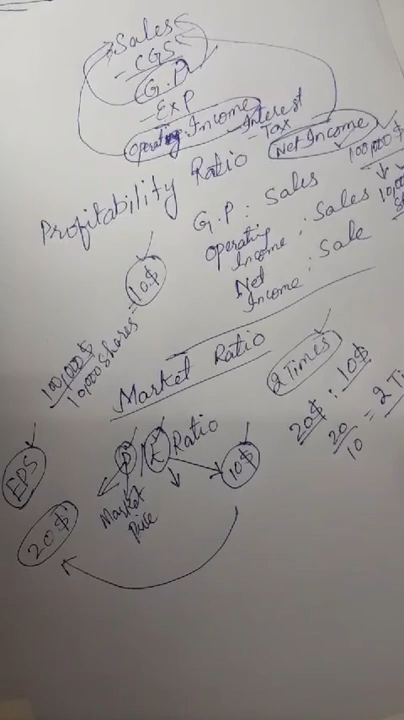 Sales
- CGS
G.P
- Exp
Operating Income
- Interest
- Tax
Net Income
100,000$
Profitability Ratio
G.P : Sales
Operating Income : Sales
Net Income : Sale
100,000$
10,000 shares = 10$
EPS
Market Ratio
P/E Ratio
Market
10$
20$
2 Times
20$ : 10$
20/10 = 2 Ti